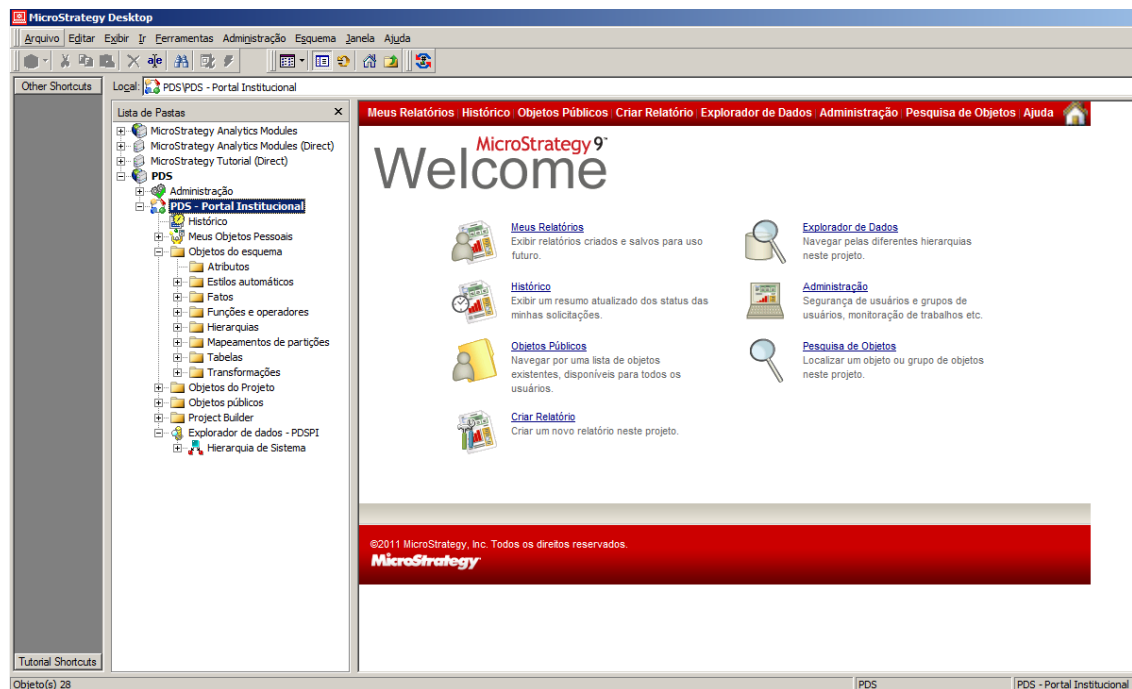 MicroStrategy Desktop
Arquivo Editar Exibir Ir Ferramentas Administração Esquema Janela Ajuda
Other Shortcuts
Local: PDS\PDS - Portal Institucional
Lista de Pastas
MicroStrategy Analytics Modules
MicroStrategy Analytics Modules (Direct)
MicroStrategy Tutorial (Direct)
PDS
Administração
PDS - Portal Institucional
Histórico
Meus Objetos Pessoais
Objetos do esquema
Atributos
Estilos automáticos
Fatos
Funções e operadores
Hierarquias
Mapeamentos de partições
Tabelas
Transformações
Objetos do Projeto
Objetos públicos
Project Builder
Explorador de dados - PDSPI
Hierarquia de Sistema
Meus Relatórios Histórico Objetos Públicos Criar Relatório Explorador de Dados Administração Pesquisa de Objetos Ajuda
MicroStrategy 9™
Welcome
Meus Relatórios
Exibir relatórios criados e salvos para uso
futuro.
Histórico
Exibir um resumo atualizado dos status das
minhas solicitações.
Objetos Públicos
Navegar por uma lista de objetos
existentes, disponíveis para todos os
usuários.
Criar Relatório
Criar um novo relatório neste projeto.
Explorador de Dados
Navegar pelas diferentes hierarquias
neste projeto.
Administração
Segurança de usuários e grupos de
usuários, monitoração de trabalhos etc.
Pesquisa de Objetos
Localizar um objeto ou grupo de objetos
neste projeto.
©2011 MicroStrategy, Inc. Todos os direitos reservados.
MicroStrategy
Tutorial Shortcuts
Objeto(s) 28
PDS
PDS - Portal Institucional